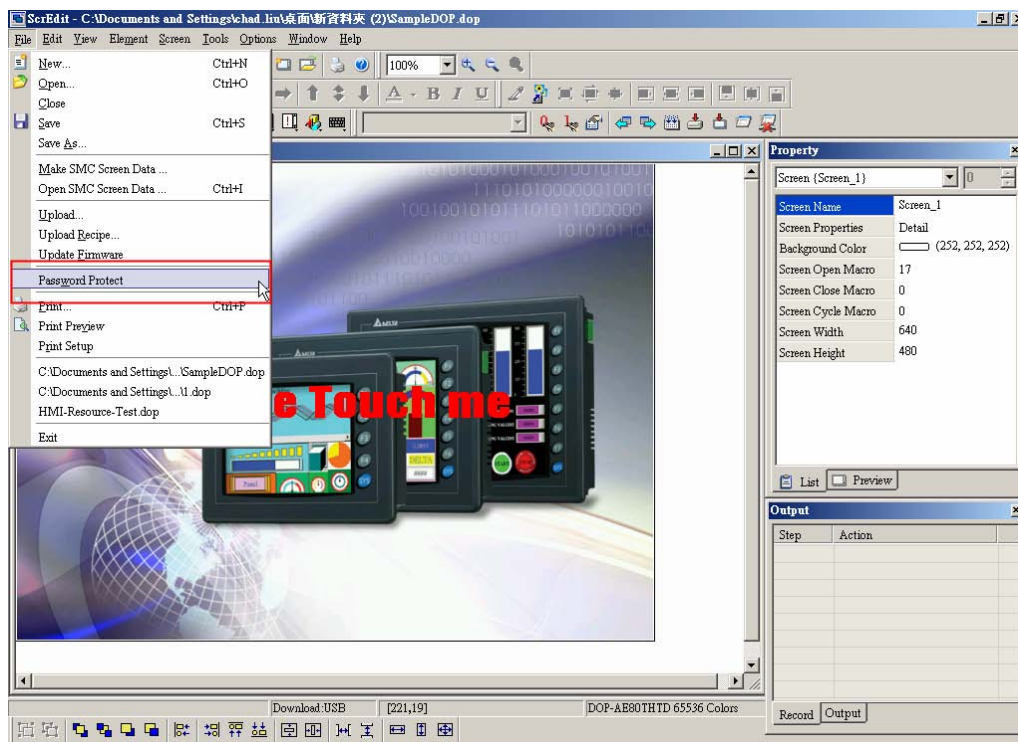 ScrEdit - C:\Documents and Settings\chad.liu\桌面\新資料夾 (2)\SampleDOP.dop
File Edit View Element Screen Tools Options Window Help
New... Ctrl+N
Open... Ctrl+O
Close
Save Ctrl+S
Save As...
Make SMC Screen Data ...
Open SMC Screen Data ... Ctrl+I
Upload...
Upload Recipe...
Update Firmware
Password Protect
Print... Ctrl+P
Print Preview
Print Setup
C:\Documents and Settings\...\SampleDOP.dop
C:\Documents and Settings\...\1.dop
HMI-Resource-Test.dop
Exit
100%
A B I U
e Touch me
DELTA
Property
Screen {Screen_1} 0
Screen Name Screen_1
Screen Properties Detail
Background Color (252, 252, 252)
Screen Open Macro 17
Screen Close Macro 0
Screen Cycle Macro 0
Screen Width 640
Screen Height 480
List Preview
Output
Step Action
Record Output
Download:USB [221,19] DOP-AE80THTD 65536 Colors